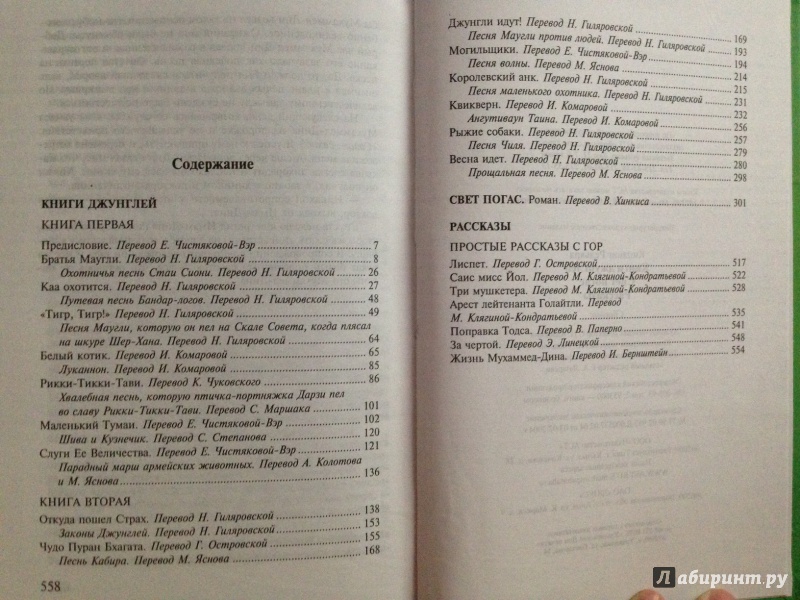 Содержание
КНИГИ ДЖУНГЛЕЙ
КНИГА ПЕРВАЯ
Предисловие. Перевод Е. Чистяковой-Вэр 7
Братья Маугли. Перевод Н. Гиляровской 8
Охотничья песнь Стаи Сиони. Перевод Н. Гиляровской 26
Каа охотится. Перевод Н. Гиляровской 27
Путевая песнь Бандар-логов. Перевод Н. Гиляровской 48
«Тигр, Тигр!» Перевод Н. Гиляровской 49
Песня Маугли, которую он пел на Скале Совета, когда плясал
на шкуре Шер-Хана. Перевод Н. Гиляровской 64
Белый котик. Перевод И. Комаровой 65
Луканнон. Перевод И. Комаровой 85
Рикки-Тикки-Тави. Перевод К. Чуковского 86
Хвалебная песнь, которую птичка-портняжка Дарзи пел
во славу Рикки-Тикки-Тави. Перевод С. Маршака 101
Маленький Тумаи. Перевод Е. Чистяковой-Вэр 102
Шива и Кузнечик. Перевод С. Степанова 120
Слуги Ее Величества. Перевод Е. Чистяковой-Вэр 121
Парадный марш армейских животных. Перевод А. Колотова
и М. Яснова 136
КНИГА ВТОРАЯ
Откуда пошел Страх. Перевод Н. Гиляровской 138
Законы Джунглей. Перевод Н. Гиляровской 153
Чудо Пуран Бхагата. Перевод Г. Островской 155
Песнь Кабира. Перевод М. Яснова 168
558
Джунгли идут! Перевод Н. Гиляровской 169
Песня Маугли против людей. Перевод Н. Гиляровской 193
Могильщики. Перевод Е. Чистяковой-Вэр 194
Песня волны. Перевод М. Яснова 214
Королевский анк. Перевод Н. Гиляровской 215
Песня маленького охотника. Перевод Н. Гиляровской 231
Квикверн. Перевод И. Комаровой 232
Ангутиваун Таина. Перевод И. Комаровой 256
Рыжие собаки. Перевод Н. Гиляровской 257
Песня Чиля. Перевод Н. Гиляровской 279
Весна идет. Перевод Н. Гиляровской 280
Прощальная песня. Перевод М. Яснова 298
СВЕТ ПОГАС. Роман. Перевод В. Хинкиса 301
РАССКАЗЫ
ПРОСТЫЕ РАССКАЗЫ С ГОР
Лиспет. Перевод Г. Островской 517
Саис мисс Йол. Перевод М. Клягиной-Кондратьевой 522
Три мушкетера. Перевод М. Клягиной-Кондратьевой 528
Арест лейтенанта Голайтли. Перевод
М. Клягиной-Кондратьевой 535
Поправка Тодса. Перевод В. Паперно 541
За чертой. Перевод Э. Линецкой 548
Жизнь Мухаммед-Дина. Перевод И. Бернштейн 554
Лабиринт.ру